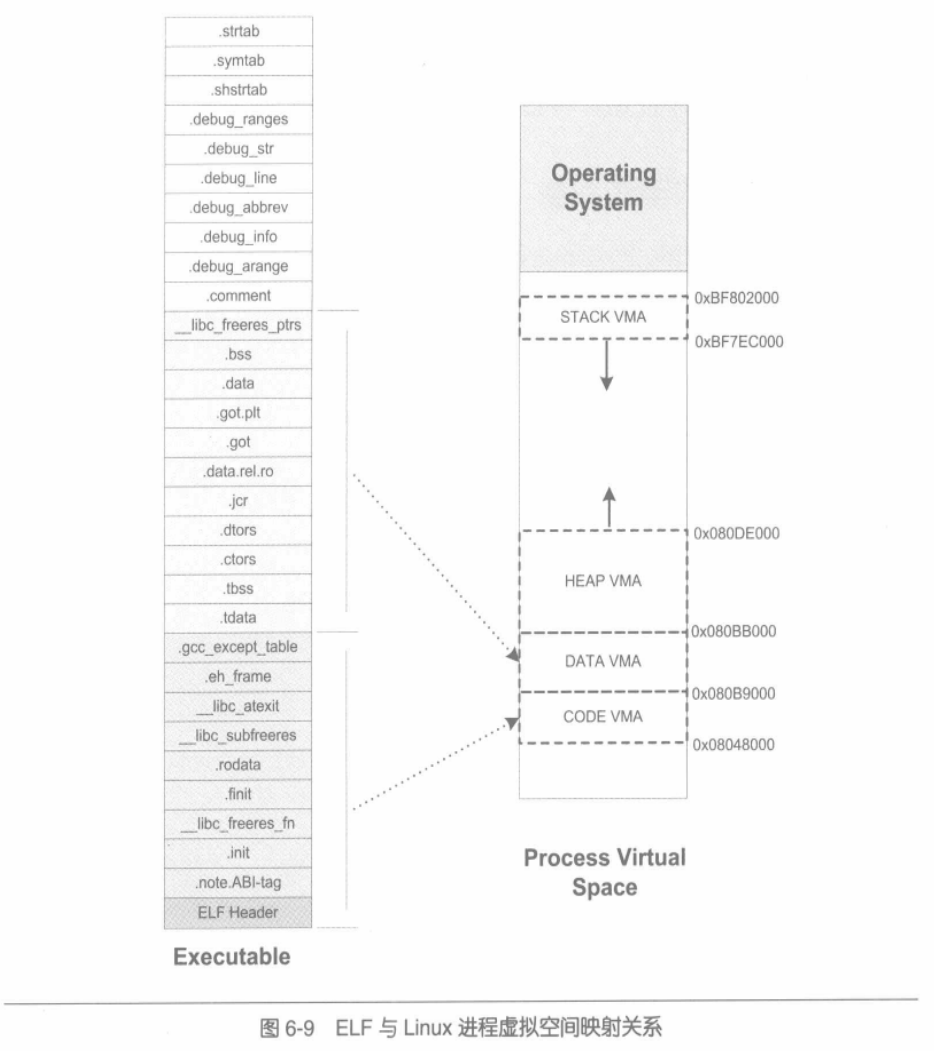 .strtab
.symtab
.shstrtab
.debug_ranges
.debug_str
.debug_line
.debug_abbrev
.debug_info
.debug_arange
.comment
__libc_freeres_ptrs
.bss
.data
.got.plt
.got
.data.rel.ro
.jcr
.dtors
.ctors
.tbss
.tdata
.gcc_except_table
.eh_frame
__libc_atexit
__libc_subfreeres
.rodata
.finit
__libc_freeres_fn
.init
.note.ABI-tag
ELF Header
Executable
Operating
System
0xBF802000
STACK VMA
0xBF7EC000
0x080DE000
HEAP VMA
0x080BB000
DATA VMA
0x080B9000
CODE VMA
0x08048000
Process Virtual
Space
图 6-9 ELF 与 Linux 进程虚拟空间映射关系